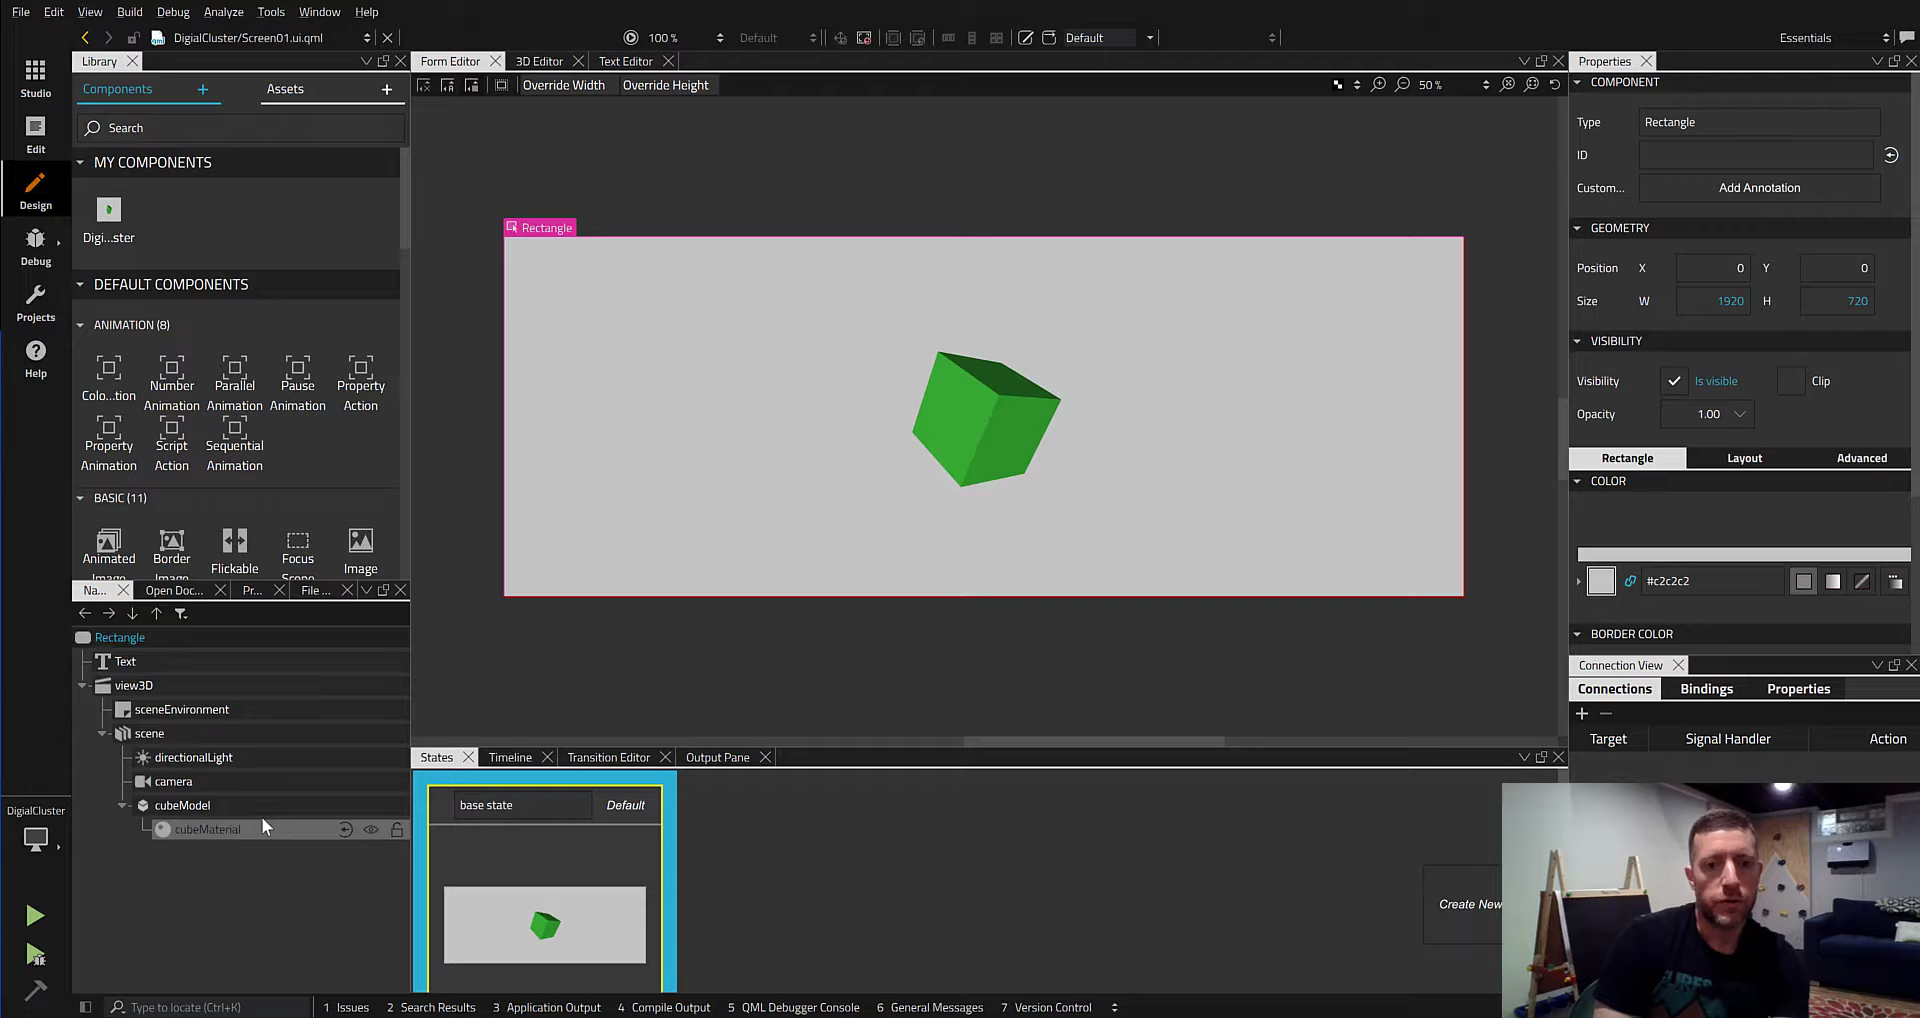 File Edit View Build Debug Analyze Tools Window Help
DigialCluster/Screen01.ui.qml 100 % Default Default Essentials
Studio
Edit
Design
Debug
Projects
Help
DigialCluster
Library
Components + Assets +
Search
MY COMPONENTS
Digi...ster
DEFAULT COMPONENTS
ANIMATION (8)
Colo...tion
Number Animation
Parallel Animation
Pause Animation
Property Action
Property Animation
Script Action
Sequential Animation
BASIC (11)
Animated Image
Border Image
Flickable
Focus Scope
Image
Na... Open Doc... Pr... File ...
Rectangle
Text
view3D
sceneEnvironment
scene
directionalLight
camera
cubeModel
cubeMaterial
Form Editor 3D Editor Text Editor
Override Width Override Height 50 %
Rectangle
States Timeline Transition Editor Output Pane
base state Default
Create New
Properties
COMPONENT
Type Rectangle
ID
Custom... Add Annotation
GEOMETRY
Position X 0 Y 0
Size W 1920 H 720
VISIBILITY
Visibility Is visible Clip
Opacity 1.00
Rectangle Layout Advanced
COLOR
#c2c2c2
BORDER COLOR
Connection View
Connections Bindings Properties
+ −
Target Signal Handler Action
Type to locate (Ctrl+K) 1 Issues 2 Search Results 3 Application Output 4 Compile Output 5 QML Debugger Console 6 General Messages 7 Version Control